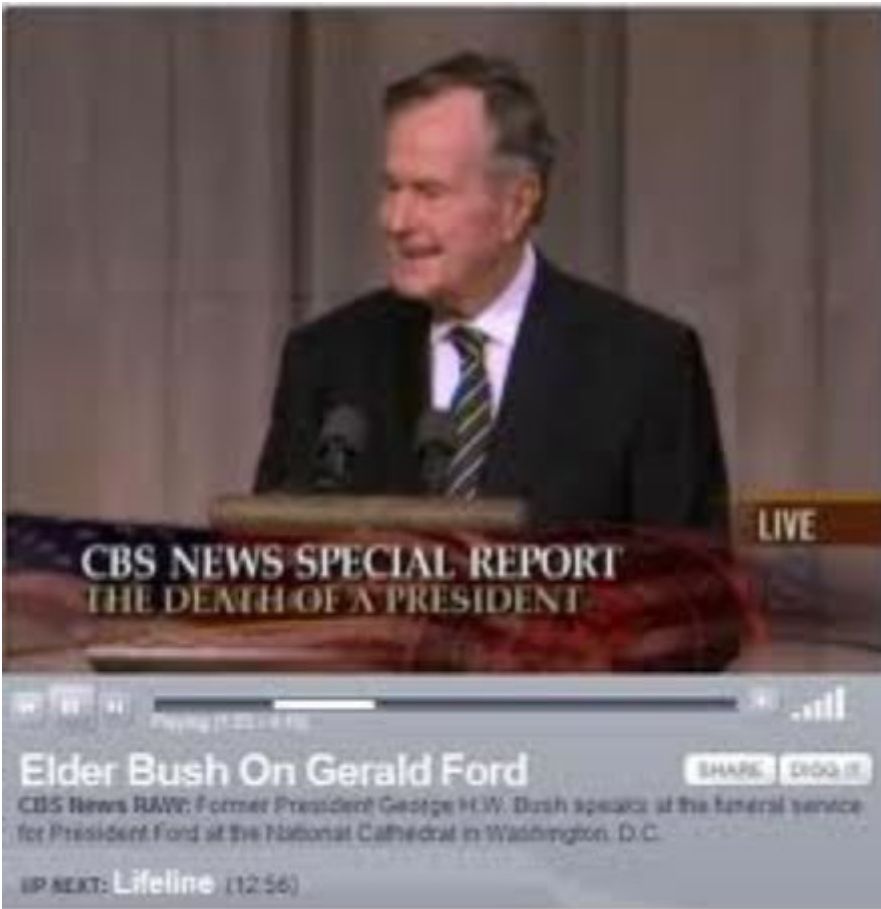 LIVE
CBS NEWS SPECIAL REPORT
THE DEATH OF A PRESIDENT
Playing
Elder Bush On Gerald Ford
SHARE
DIGG IT
CBS News RAW: Former President George H.W. Bush speaks at the funeral service
for President Ford at the National Cathedral in Washington, D.C.
UP NEXT: Lifeline (12:56)